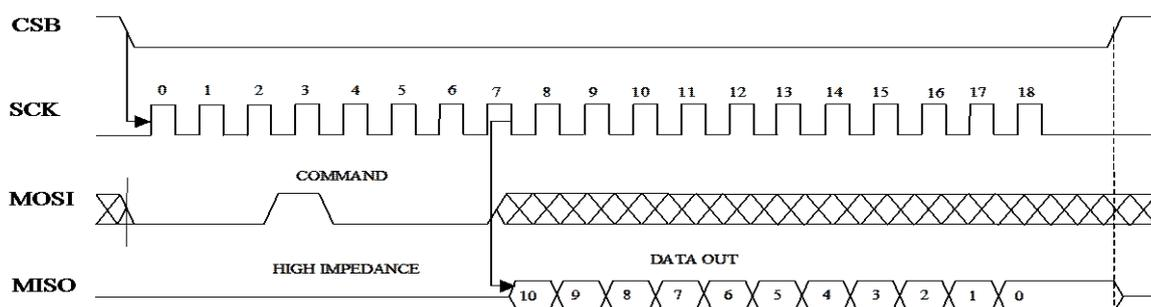 CSB
0 1 2 3 4 5 6 7 8 9 10 11 12 13 14 15 16 17 18
SCK
COMMAND
MOSI
HIGH IMPEDANCE
DATA OUT
MISO
10 9 8 7 6 5 4 3 2 1 0